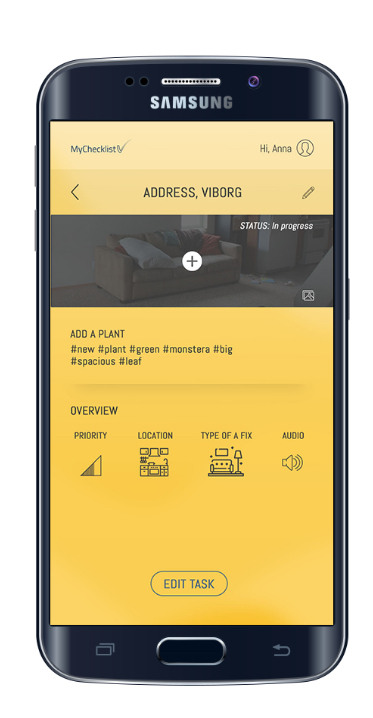 SAMSUNG
MyChecklist
Hi, Anna
ADDRESS, VIBORG
STATUS: In progress
ADD A PLANT
#new #plant #green #monstera #big
#spacious #leaf
OVERVIEW
PRIORITY LOCATION TYPE OF A FIX AUDIO
EDIT TASK